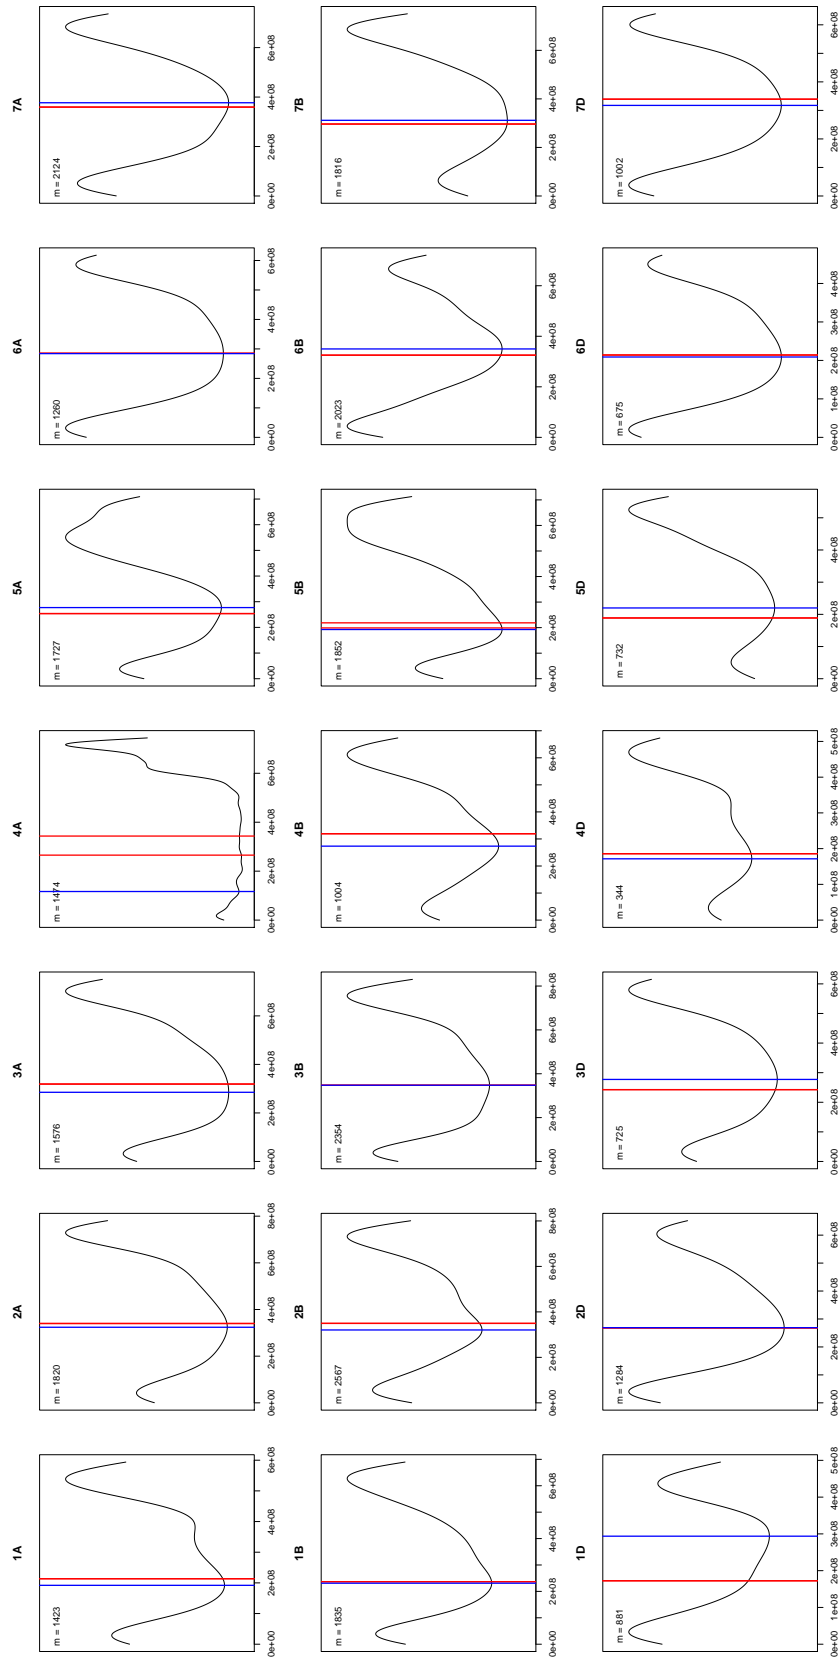 1A
m = 1423
0e+00 2e+08 4e+08 6e+08
2A
m = 1820
0e+00 2e+08 4e+08 6e+08 8e+08
3A
m = 1576
0e+00 2e+08 4e+08 6e+08
4A
m = 1474
0e+00 2e+08 4e+08 6e+08
5A
m = 1727
0e+00 2e+08 4e+08 6e+08
6A
m = 1260
0e+00 2e+08 4e+08 6e+08
7A
m = 2124
0e+00 2e+08 4e+08 6e+08
1B
m = 1835
0e+00 2e+08 4e+08 6e+08
2B
m = 2567
0e+00 2e+08 4e+08 6e+08 8e+08
3B
m = 2354
0e+00 2e+08 4e+08 6e+08 8e+08
4B
m = 1004
0e+00 2e+08 4e+08 6e+08
5B
m = 1852
0e+00 2e+08 4e+08 6e+08
6B
m = 2023
0e+00 2e+08 4e+08 6e+08
7B
m = 1816
0e+00 2e+08 4e+08 6e+08
1D
m = 881
0e+00 1e+08 2e+08 3e+08 4e+08 5e+08
2D
m = 1284
0e+00 2e+08 4e+08 6e+08
3D
m = 725
0e+00 2e+08 4e+08 6e+08
4D
m = 344
0e+00 1e+08 2e+08 3e+08 4e+08 5e+08
5D
m = 732
0e+00 2e+08 4e+08
6D
m = 675
0e+00 1e+08 2e+08 3e+08 4e+08
7D
m = 1002
0e+00 2e+08 4e+08 6e+08